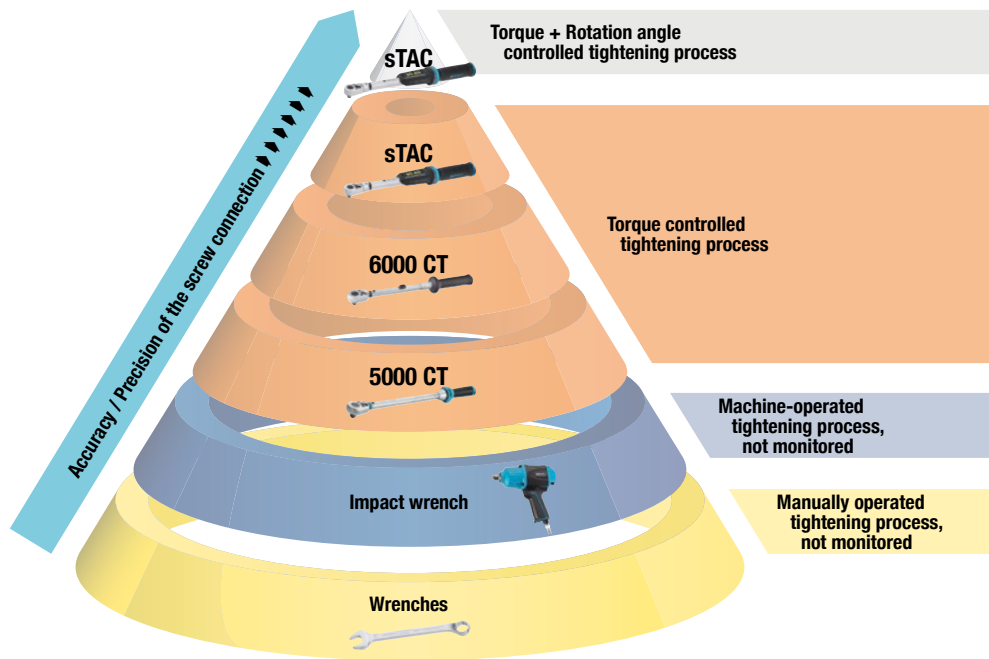 Torque + Rotation angle
controlled tightening process
sTAC
sTAC
Torque controlled
tightening process
6000 CT
5000 CT
Accuracy / Precision of the screw connection
Machine-operated
tightening process,
not monitored
Impact wrench
Manually operated
tightening process,
not monitored
Wrenches